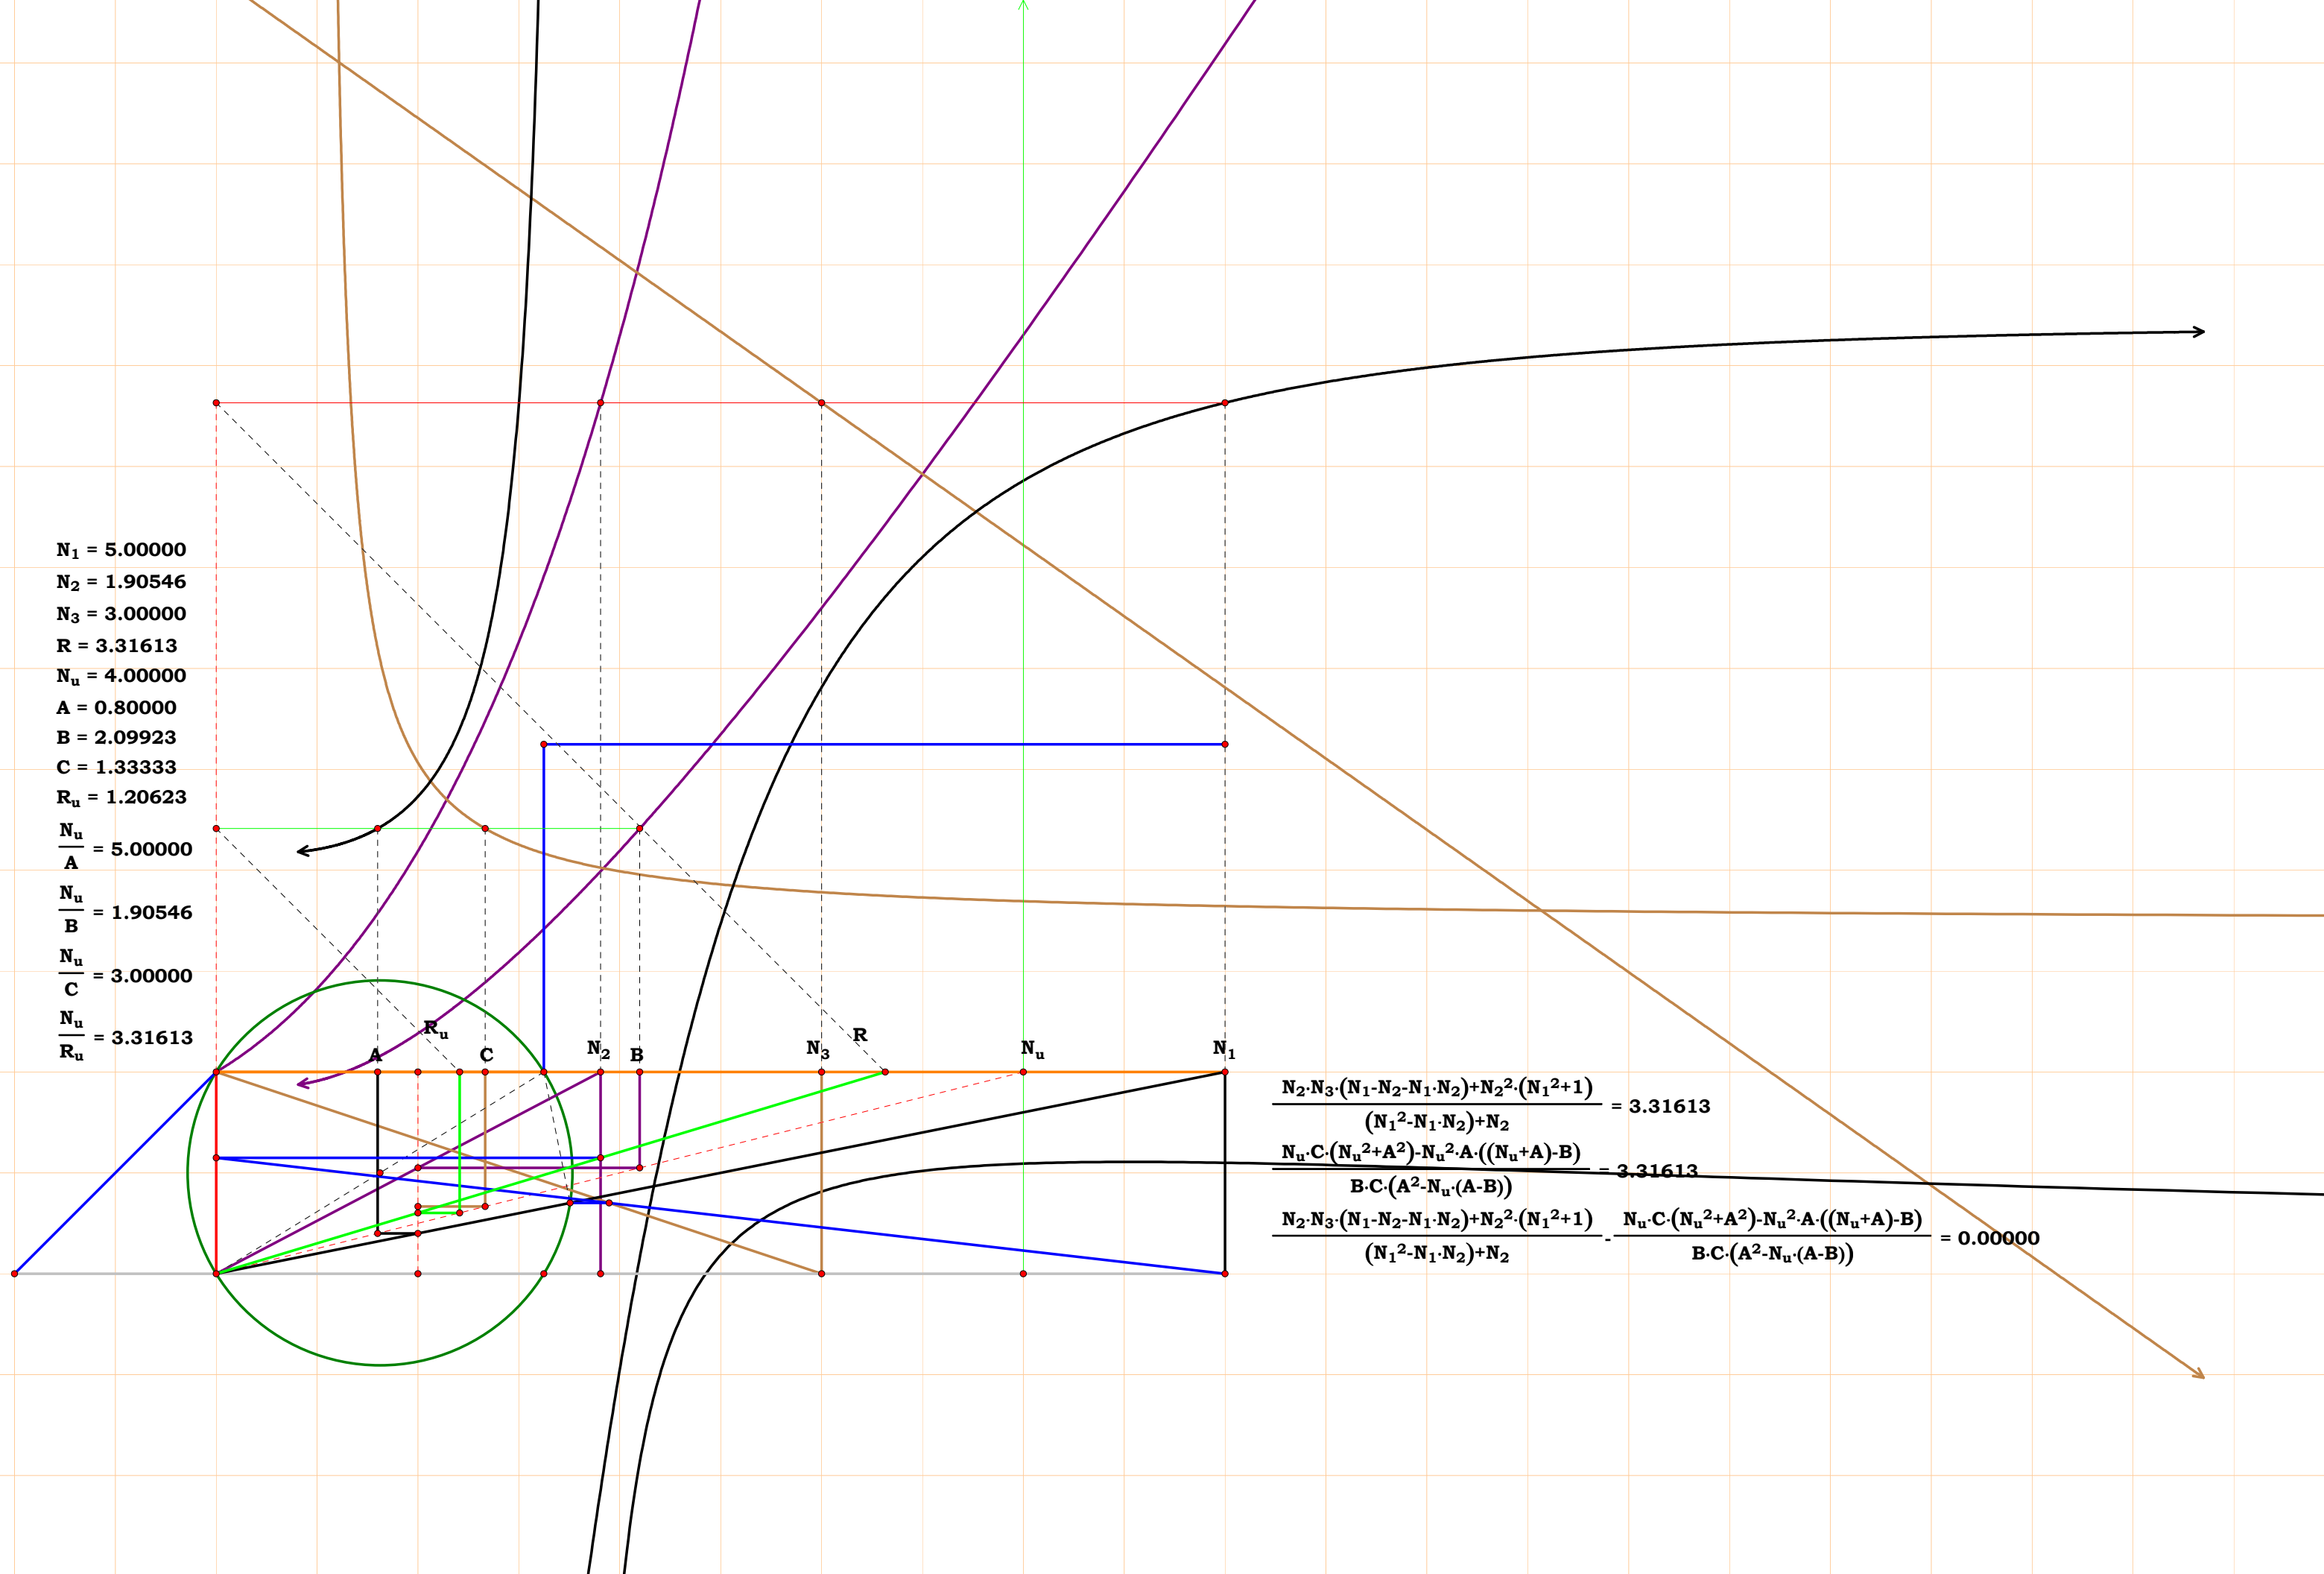 N₁ = 5.00000
N₂ = 1.90546
N₃ = 3.00000
R = 3.31613
Nᵤ = 4.00000
A = 0.80000
B = 2.09923
C = 1.33333
Rᵤ = 1.20623
Nᵤ/A = 5.00000
Nᵤ/B = 1.90546
Nᵤ/C = 3.00000
Nᵤ/Rᵤ = 3.31613
Rᵤ
R
A C N₂ B N₃ Nᵤ N₁
N₂·N₃·(N₁-N₂-N₁·N₂)+N₂²·(N₁²+1) / (N₁²-N₁·N₂)+N₂ = 3.31613
Nᵤ·C·(Nᵤ²+A²)-Nᵤ²·A·((Nᵤ+A)-B) / B·C·(A²-Nᵤ·(A-B)) = 3.31613
N₂·N₃·(N₁-N₂-N₁·N₂)+N₂²·(N₁²+1) / (N₁²-N₁·N₂)+N₂ - Nᵤ·C·(Nᵤ²+A²)-Nᵤ²·A·((Nᵤ+A)-B) / B·C·(A²-Nᵤ·(A-B)) = 0.00000